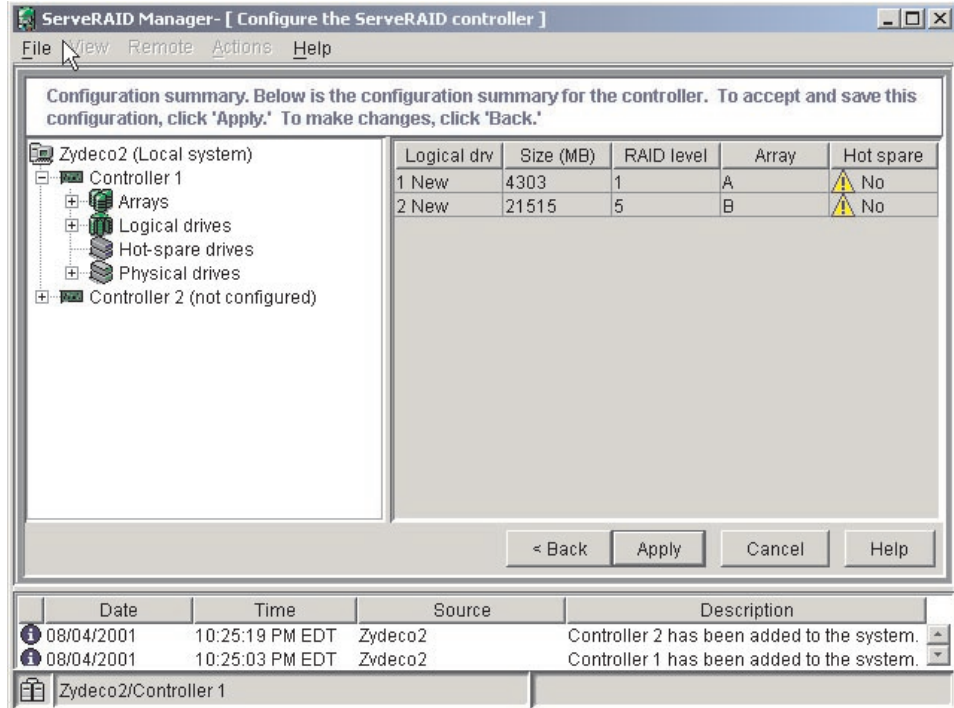 ServeRAID Manager- [ Configure the ServeRAID controller ]
File View Remote Actions Help
Configuration summary. Below is the configuration summary for the controller. To accept and save this
configuration, click 'Apply.' To make changes, click 'Back.'
Zydeco2 (Local system)
Controller 1
Arrays
Logical drives
Hot-spare drives
Physical drives
Controller 2 (not configured)
Logical drv Size (MB) RAID level Array Hot spare
1 New 4303 1 A No
2 New 21515 5 B No
< Back Apply Cancel Help
Date Time Source Description
08/04/2001 10:25:19 PM EDT Zydeco2 Controller 2 has been added to the system.
08/04/2001 10:25:03 PM EDT Zydeco2 Controller 1 has been added to the system.
Zydeco2/Controller 1